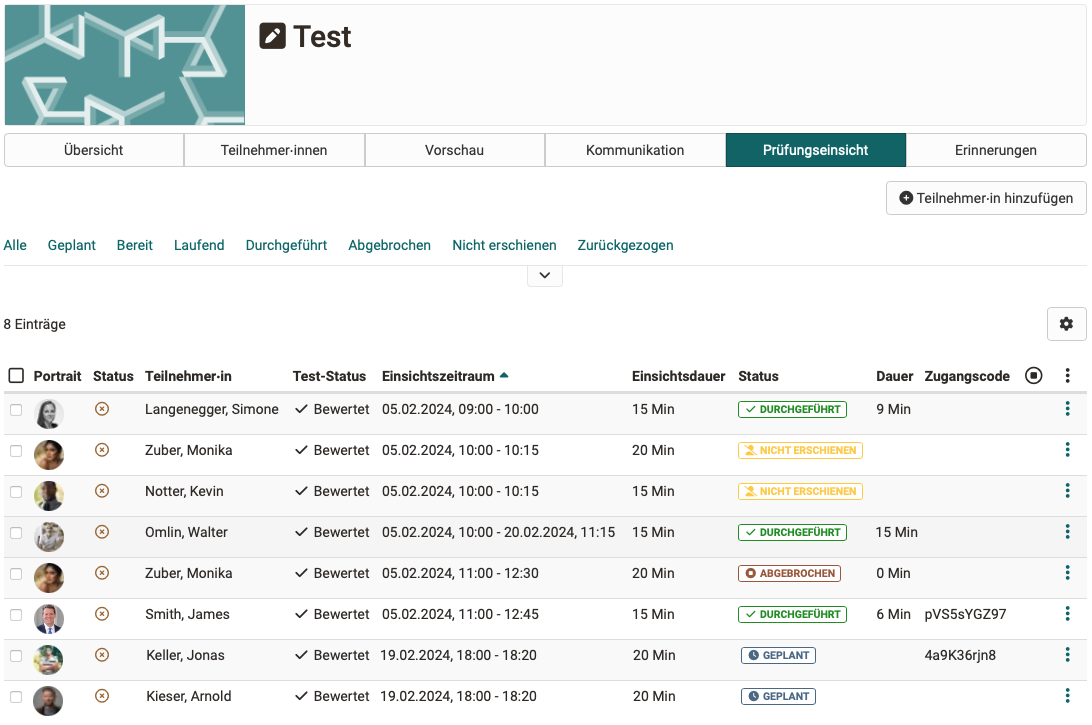 Test
Übersicht Teilnehmer·innen Vorschau Kommunikation Prüfungseinsicht Erinnerungen
Teilnehmer·in hinzufügen
Alle Geplant Bereit Laufend Durchgeführt Abgebrochen Nicht erschienen Zurückgezogen
8 Einträge
Portrait Status Teilnehmer·in Test-Status Einsichtszeitraum Einsichtsdauer Status Dauer Zugangscode
Langenegger, Simone Bewertet 05.02.2024, 09:00 - 10:00 15 Min DURCHGEFÜHRT 9 Min
Zuber, Monika Bewertet 05.02.2024, 10:00 - 10:15 20 Min NICHT ERSCHIENEN
Notter, Kevin Bewertet 05.02.2024, 10:00 - 10:15 15 Min NICHT ERSCHIENEN
Omlin, Walter Bewertet 05.02.2024, 10:00 - 20.02.2024, 11:15 15 Min DURCHGEFÜHRT 15 Min
Zuber, Monika Bewertet 05.02.2024, 11:00 - 12:30 20 Min ABGEBROCHEN 0 Min
Smith, James Bewertet 05.02.2024, 11:00 - 12:45 15 Min DURCHGEFÜHRT 6 Min pVS5sYGZ97
Keller, Jonas Bewertet 19.02.2024, 18:00 - 18:20 20 Min GEPLANT 4a9K36rjn8
Kieser, Arnold Bewertet 19.02.2024, 18:00 - 18:20 20 Min GEPLANT